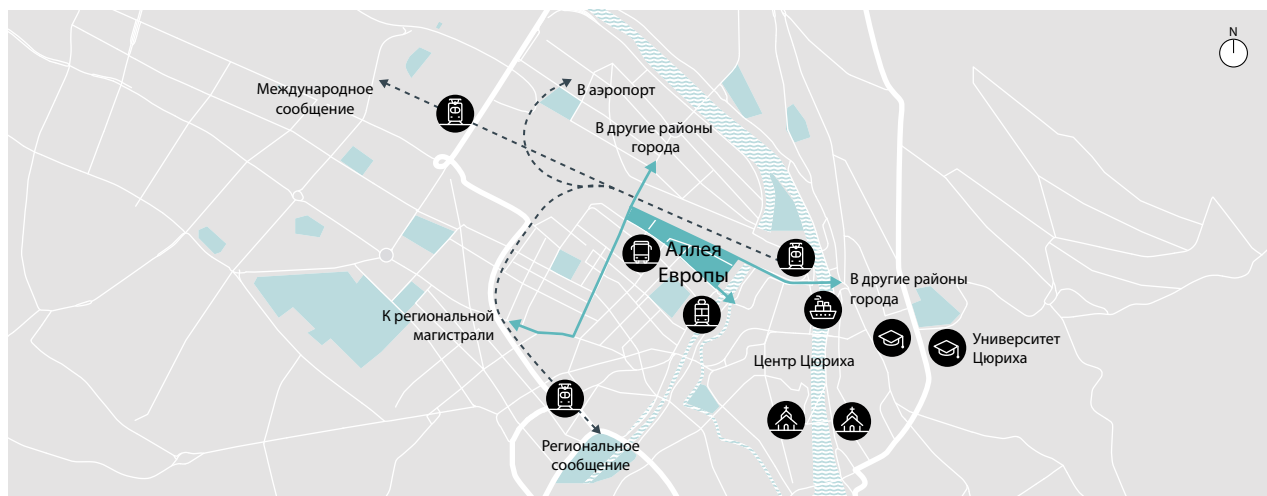 N
Международное
сообщение
В аэропорт
В другие районы
города
Аллея
Европы
В другие районы
города
К региональной
магистрали
Университет
Цюриха
Центр Цюриха
Региональное
сообщение